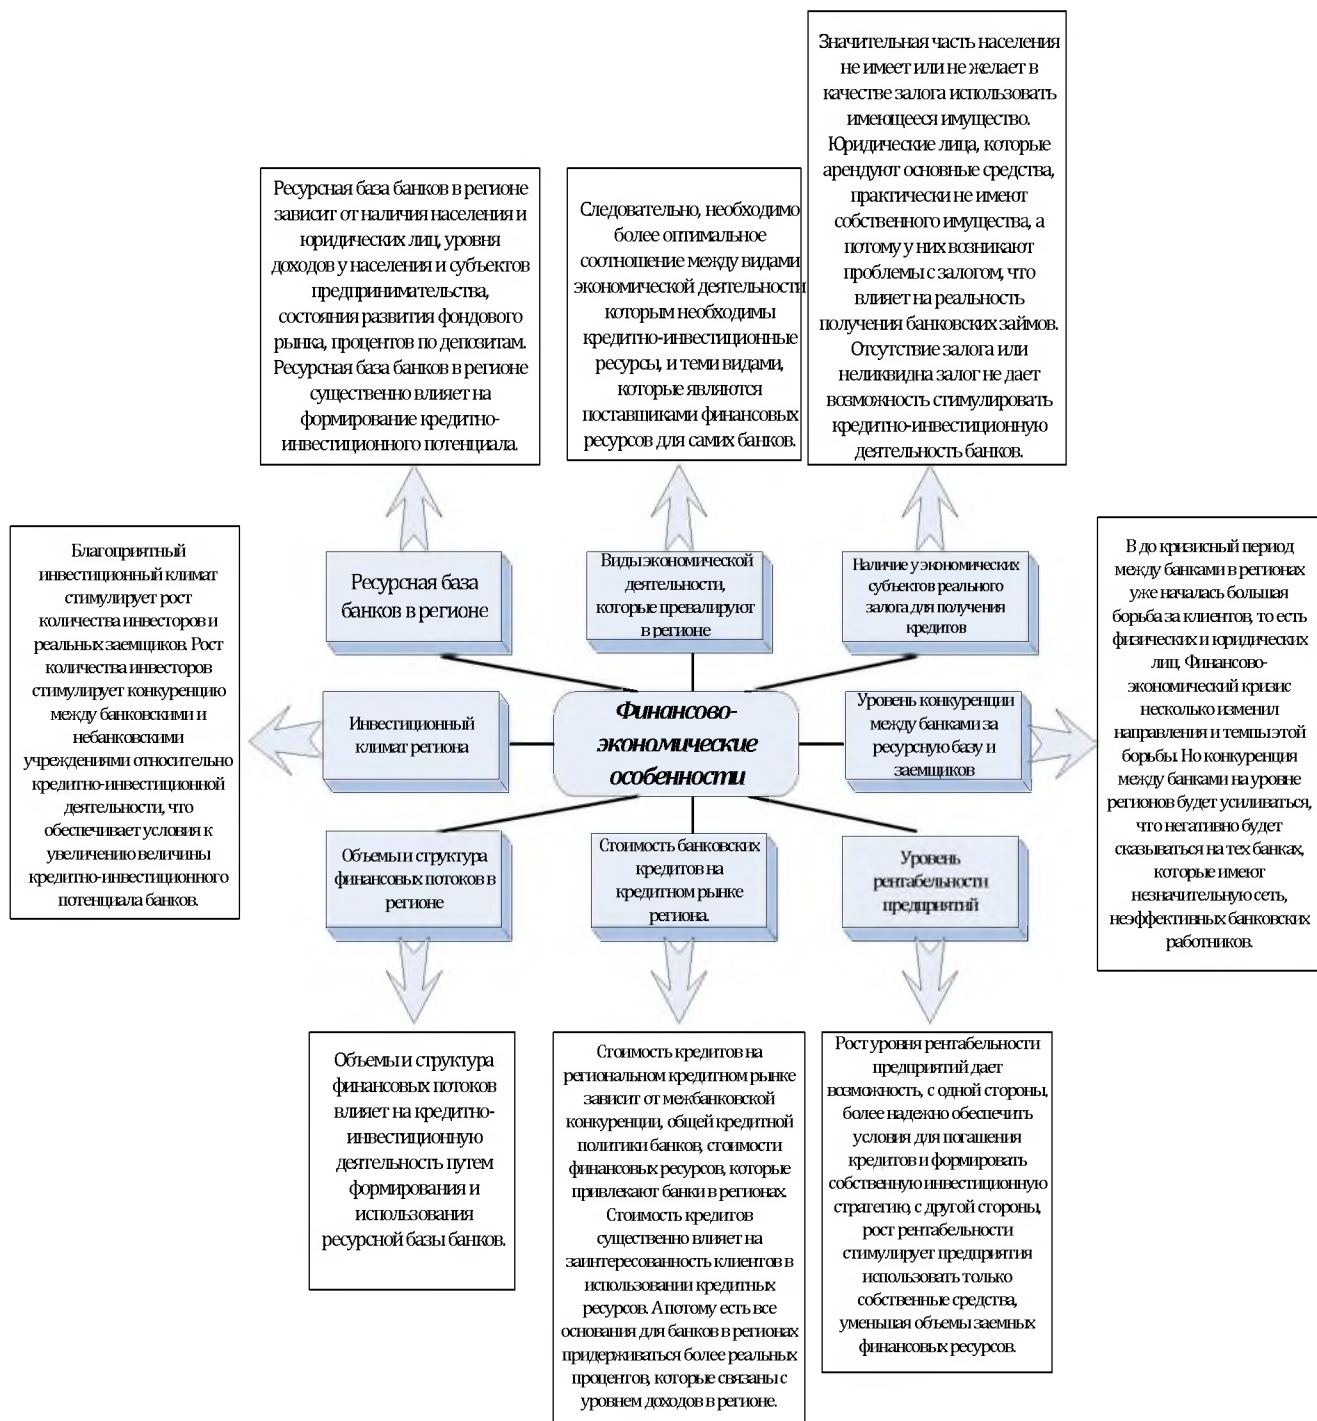 Значительная часть населения
не имеет или не желает в
качестве залога использовать
имеющееся имущество.
Юридические лица, которые
арендуют основные средства,
практически не имеют
собственного имущества, а
потому у них возникают
проблемы с залогом, что
влияет на реальность
получения банковских займов.
Отсутствие залога или
неликвидна залог не дает
возможность стимулировать
кредитно-инвестиционную
деятельность банков.
Ресурсная база банков в регионе
зависит от наличия населения и
юридических лиц, уровня
доходов у населения и субъектов
предпринимательства,
состояния развития фондового
рынка, процентов по депозитам.
Ресурсная база банков в регионе
существенно влияет на
формирование кредитно-
инвестиционного потенциала.
Следовательно, необходимо
более оптимальное
соотношение между видами
экономической деятельности
которым необходимы
кредитно-инвестиционные
ресурсы, и теми видами,
которые являются
поставщиками финансовых
ресурсов для самих банков.
Ресурсная база
банков в регионе
Виды экономической
деятельности,
которые превалируют
в регионе
Наличие у экономических
субъектов реального
залога для получения
кредитов
Благоприятный
инвестиционный климат
стимулирует рост
количества инвесторов и
реальных заемщиков. Рост
количества инвесторов
стимулирует конкуренцию
между банковскими и
небанковскими
учреждениями относительно
кредитно-инвестиционной
деятельности, что
обеспечивает условия к
увеличению величины
кредитно-инвестиционного
потенциала банков.
Инвестиционный
климат региона
Финансово-
экономические
особенности
Уровень конкуренции
между банками за
ресурсную базу и
заемщиков
В до кризисный период
между банками в регионах
уже началась большая
борьба за клиентов, то есть
физических и юридических
лиц. Финансово-
экономический кризис
несколько изменил
направления и темпы этой
борьбы. Но конкуренция
между банками на уровне
регионов будет усиливаться,
что негативно будет
сказываться на тех банках,
которые имеют
незначительную сеть,
неэффективных банковских
работников.
Объемы и структура
финансовых потоков в
регионе
Стоимость банковских
кредитов на
кредитном рынке
региона.
Уровень
рентабельности
предприятий
Объемы и структура
финансовых потоков
влияет на кредитно-
инвестиционную
деятельность путем
формирования и
использования
ресурсной базы банков.
Стоимость кредитов на
региональном кредитном рынке
зависит от межбанковской
конкуренции, общей кредитной
политики банков, стоимости
финансовых ресурсов, которые
привлекают банки в регионах.
Стоимость кредитов
существенно влияет на
заинтересованность клиентов в
использовании кредитных
ресурсов. А потому есть все
основания для банков в регионах
придерживаться более реальных
процентов, которые связаны с
уровнем доходов в регионе.
Рост уровня рентабельности
предприятий дает
возможность, с одной стороны,
более надежно обеспечить
условия для погашения
кредитов и формировать
собственную инвестиционную
стратегию, с другой стороны,
рост рентабельности
стимулирует предприятия
использовать только
собственные средства,
уменьшая объемы заемных
финансовых ресурсов.